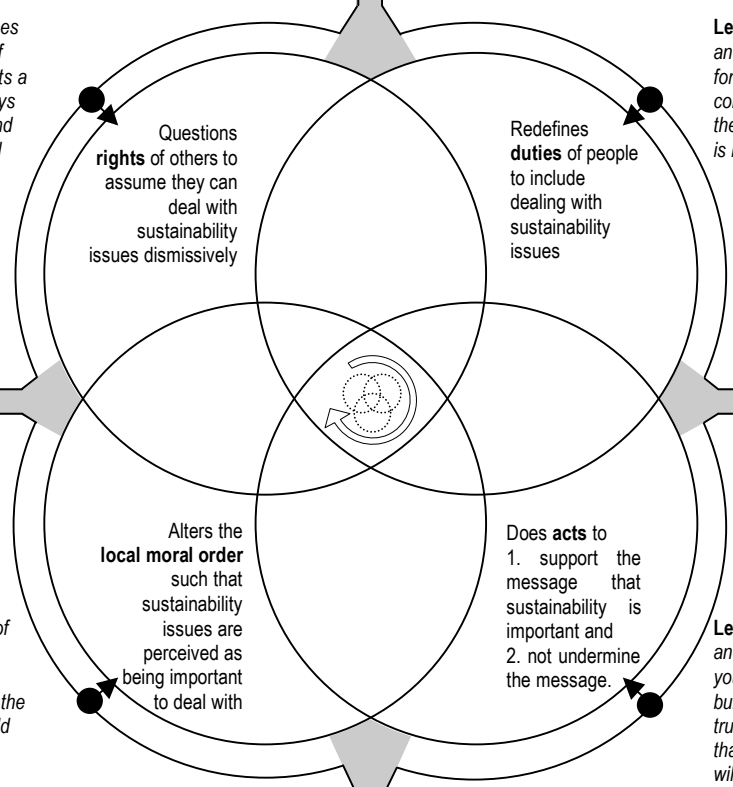 a
Questions
rights of others to
assume they can
deal with
sustainability
issues dismissively
Redefines
duties of people
to include
dealing with
sustainability
issues
is
Alters the
local moral order
such that
sustainability
issues are
perceived as
being important
to deal with
Does acts to
1. support the
message that
sustainability is
important and
2. not undermine
the message.
of
the